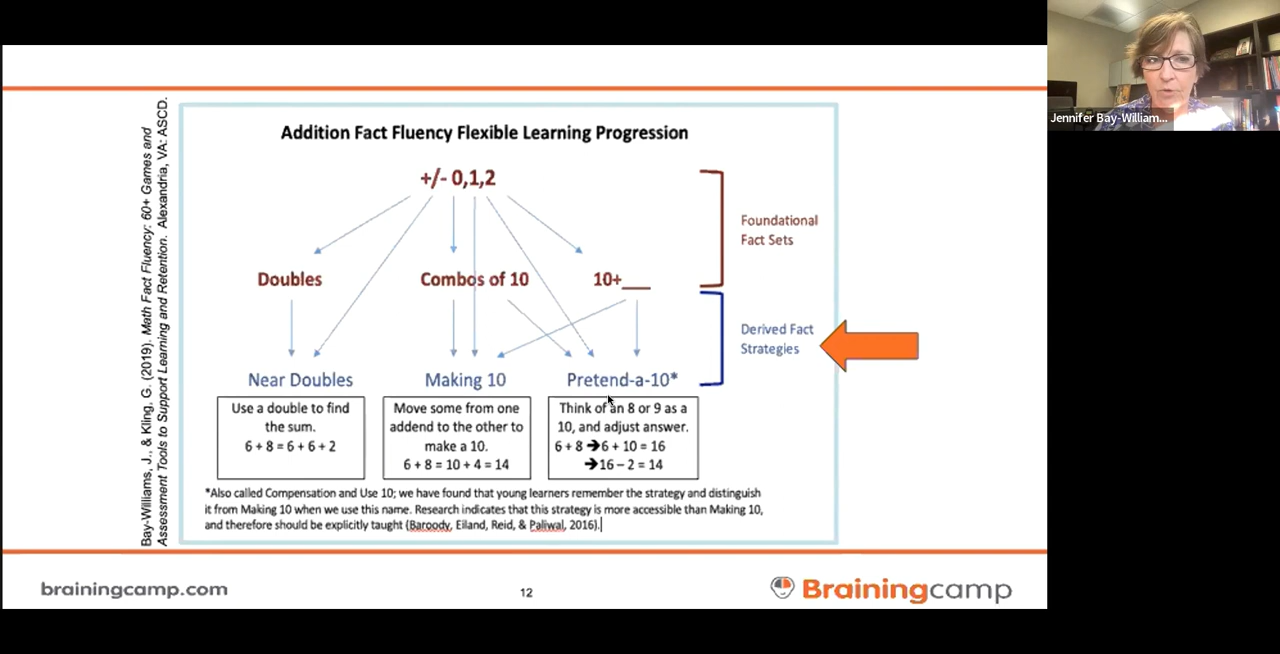 Addition Fact Fluency Flexible Learning Progression
+/- 0,1,2
Foundational
Fact Sets
Doubles
Combos of 10
10+___
Derived Fact
Strategies
Near Doubles
Making 10
Pretend-a-10*
Use a double to find
the sum.
6 + 8 = 6 + 6 + 2
Move some from one
addend to the other to
make a 10.
6 + 8 = 10 + 4 = 14
Think of an 8 or 9 as a
10, and adjust answer.
6 + 8 ➔ 6 + 10 = 16
➔ 16 – 2 = 14
*Also called Compensation and Use 10; we have found that young learners remember the strategy and distinguish
it from Making 10 when we use this name. Research indicates that this strategy is more accessible than Making 10,
and therefore should be explicitly taught (Baroody, Eiland, Reid, & Paliwal, 2016).
Bay-Williams, J., & Kling, G. (2019). Math Fact Fluency: 60+ Games and
Assessment Tools to Support Learning and Retention. Alexandria, VA: ASCD.
brainingcamp.com
12
Brainingcamp
Jennifer Bay-William...